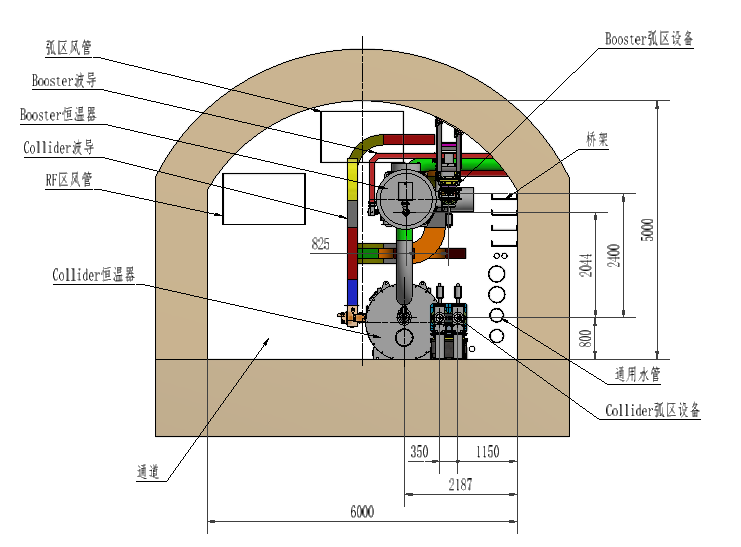 弧区风管
Booster弧区设备
Booster波导
Booster恒温器
桥架
Collider波导
RF区风管
825
5000
2400
2044
Collider恒温器
800
通用水管
Collider弧区设备
350
1150
通道
2187
6000